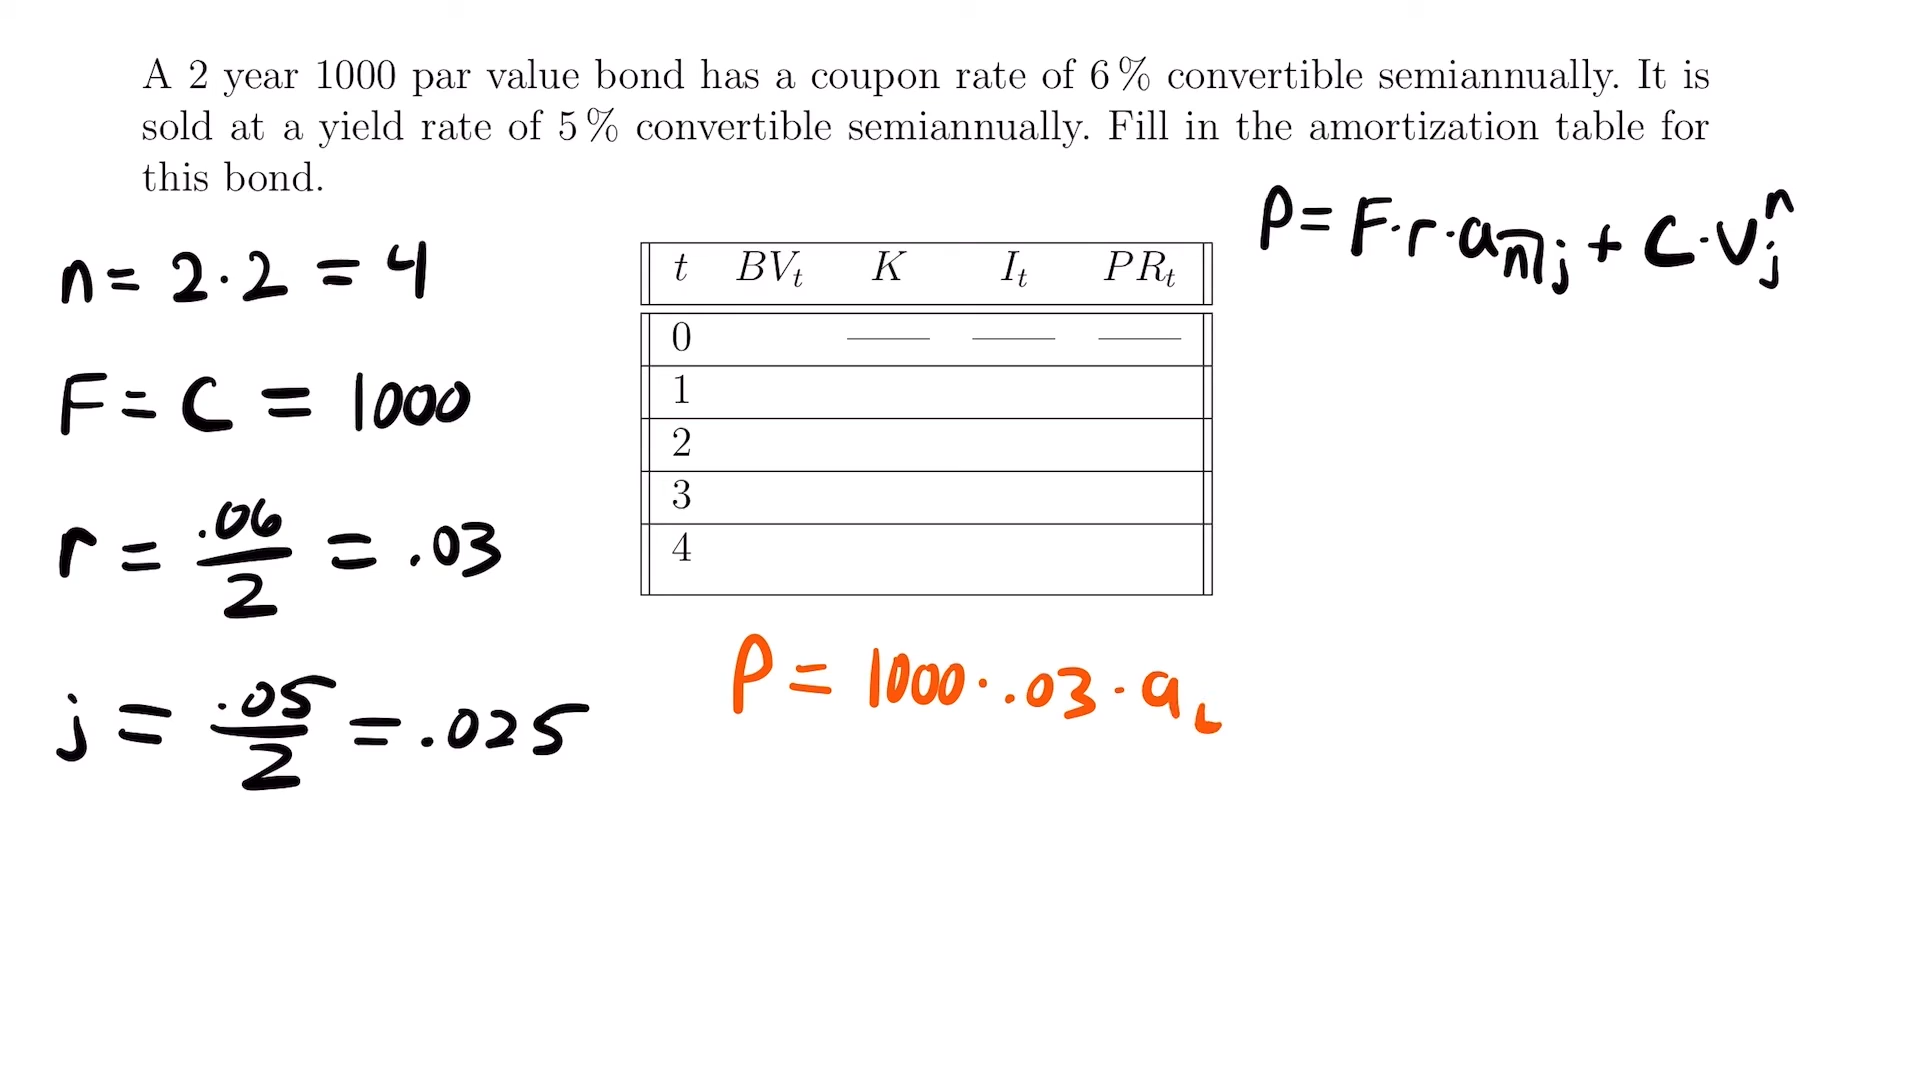 A 2 year 1000 par value bond has a coupon rate of 6 % convertible semiannually. It is
sold at a yield rate of 5 % convertible semiannually. Fill in the amortization table for
this bond.
P = F·r·a_{\overline{n}|j} + C·v_j^n
n = 2·2 = 4
F = C = 1000
r = .06/2 = .03
j = .05/2 = .025
t BV_t K I_t PR_t
0 — — —
1
2
3
4
P = 1000·.03·a